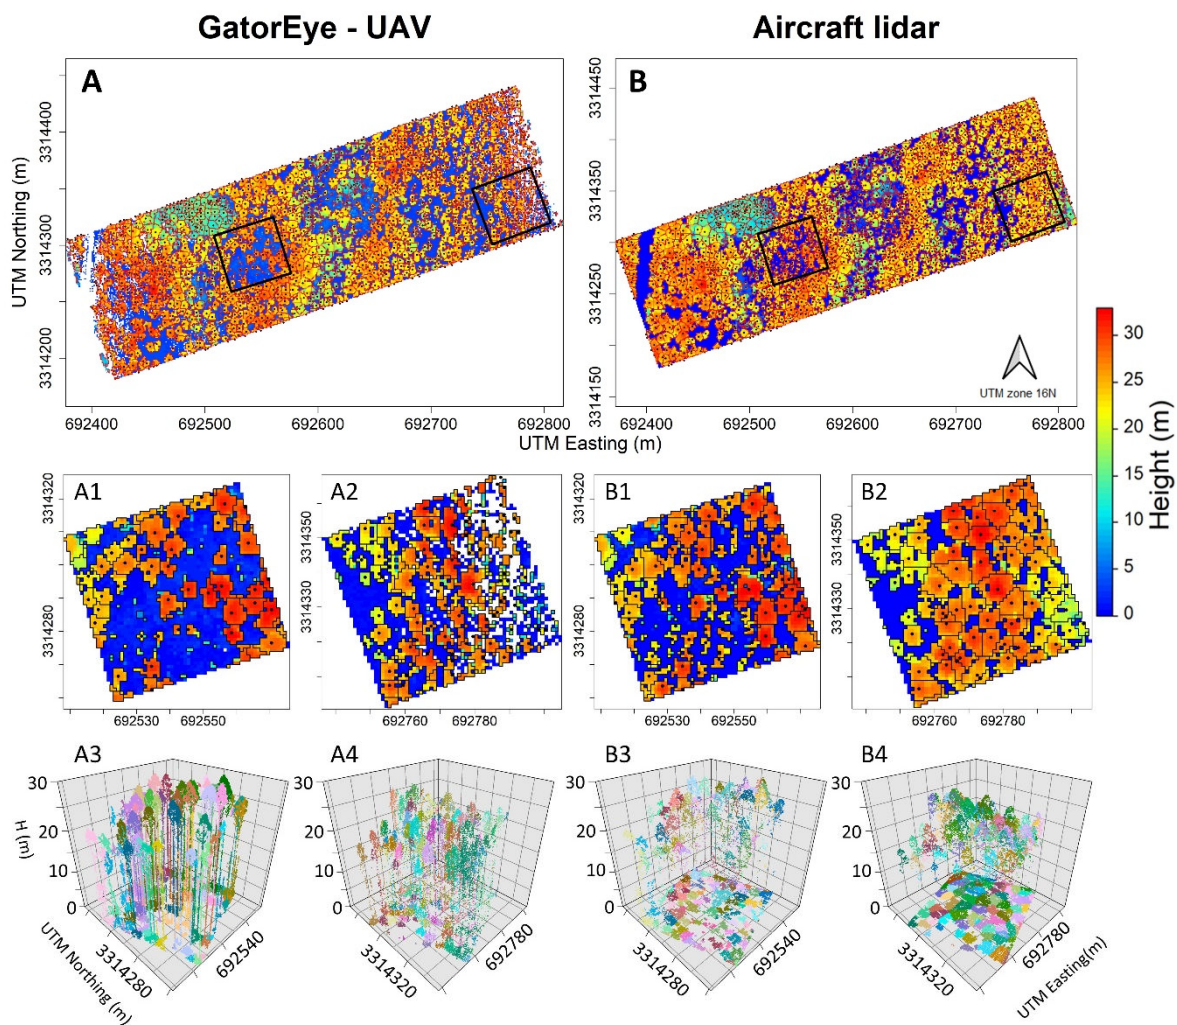 GatorEye - UAV
Aircraft lidar
A
UTM Northing (m)
3314400
3314300
3314200
692400 692500 692600 692700 692800
B
3314450
3314350
3314250
3314150
692400 692500 692600 692700 692800
UTM zone 16N
UTM Easting (m)
Height (m)
30
25
20
15
10
5
0
A1
3314320
3314280
692530 692550
A2
3314350
3314330
692760 692780
B1
3314320
3314280
692530 692550
B2
3314350
3314330
692760 692780
A3
H (m)
30
20
10
0
UTM Northing (m)
3314280
692540
A4
30
20
10
0
3314320
692780
B3
30
20
10
0
3314280
692540
B4
30
20
10
0
3314320
692780
UTM Easting(m)